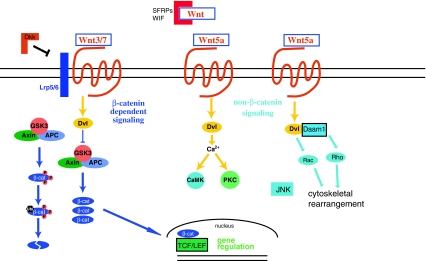 SFRPs
WIF
Wnt
Dkk
Wnt3/7
Wnt5a
Wnt5a
Lrp5/6
β-catenin
dependent
signaling
non-β-catenin
signaling
GSK3
Axin
APC
Dvl
GSK3
Axin
APC
Dvl
Ca2+
CaMK
PKC
Dvl
Daam1
Rac
Rho
JNK
cytoskeletal
rearrangement
β-cat
P
P
β-cat
P
P
β-cat
β-cat
β-cat
nucleus
β-cat
TCF/LEF
gene
regulation